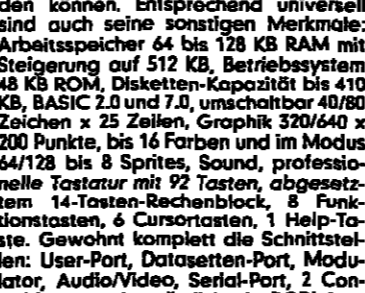 den können. Entsprechend universell
sind auch seine sonstigen Merkmale:
Arbeitsspeicher 64 bis 128 KB RAM mit
Steigerung auf 512 KB, Betriebssystem
48 KB ROM, Disketten-Kapazität bis 410
KB, BASIC 2.0 und 7.0, umschaltbar 40/80
Zeichen x 25 Zeilen, Graphik 320/640 x
200 Punkte, bis 16 Farben und im Modus
64/128 bis 8 Sprites, Sound, professio-
nelle Tastatur mit 92 Tasten, abgesetz-
tem 14-Tasten-Rechenblock, 8 Funk-
tionstasten, 6 Cursortasten, 1 Help-Ta-
ste. Gewohnt komplett die Schnittstel-
len: User-Port, Datasetten-Port, Modu-
lator, Audio/Video, Serial-Port, 2 Con-